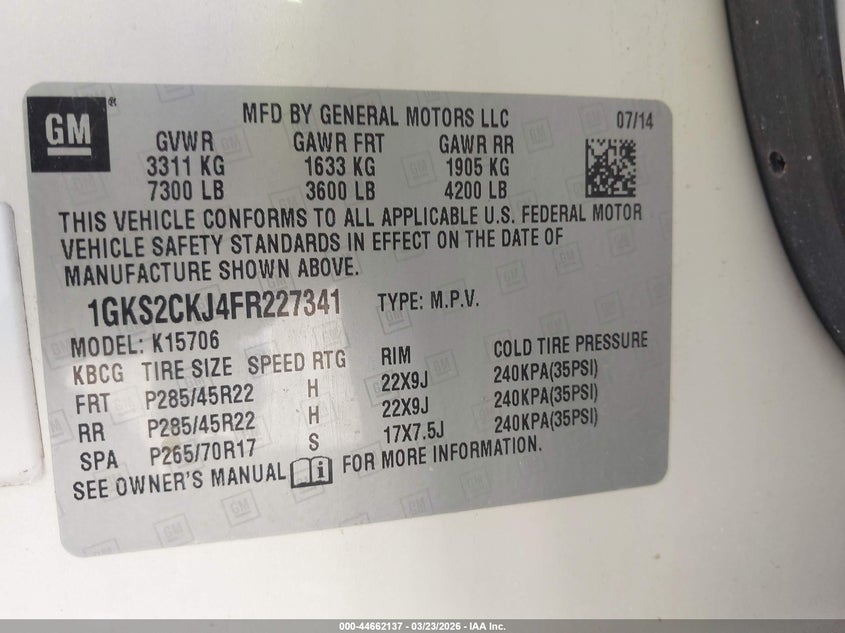 GM ®
MFD BY GENERAL MOTORS LLC 07/14
GVWR GAWR FRT GAWR RR
3311 KG 1633 KG 1905 KG
7300 LB 3600 LB 4200 LB
THIS VEHICLE CONFORMS TO ALL APPLICABLE U.S. FEDERAL MOTOR
VEHICLE SAFETY STANDARDS IN EFFECT ON THE DATE OF
MANUFACTURE SHOWN ABOVE.
1GKS2CKJ4FR227341 TYPE: M.P.V.
MODEL: K15706
KBCG TIRE SIZE SPEED RTG RIM COLD TIRE PRESSURE
FRT P285/45R22 H 22X9J 240KPA(35PSI)
RR P285/45R22 H 22X9J 240KPA(35PSI)
SPA P265/70R17 S 17X7.5J 240KPA(35PSI)
SEE OWNER'S MANUAL i FOR MORE INFORMATION.
000-44662137 - 03/23/2026 - IAA Inc.